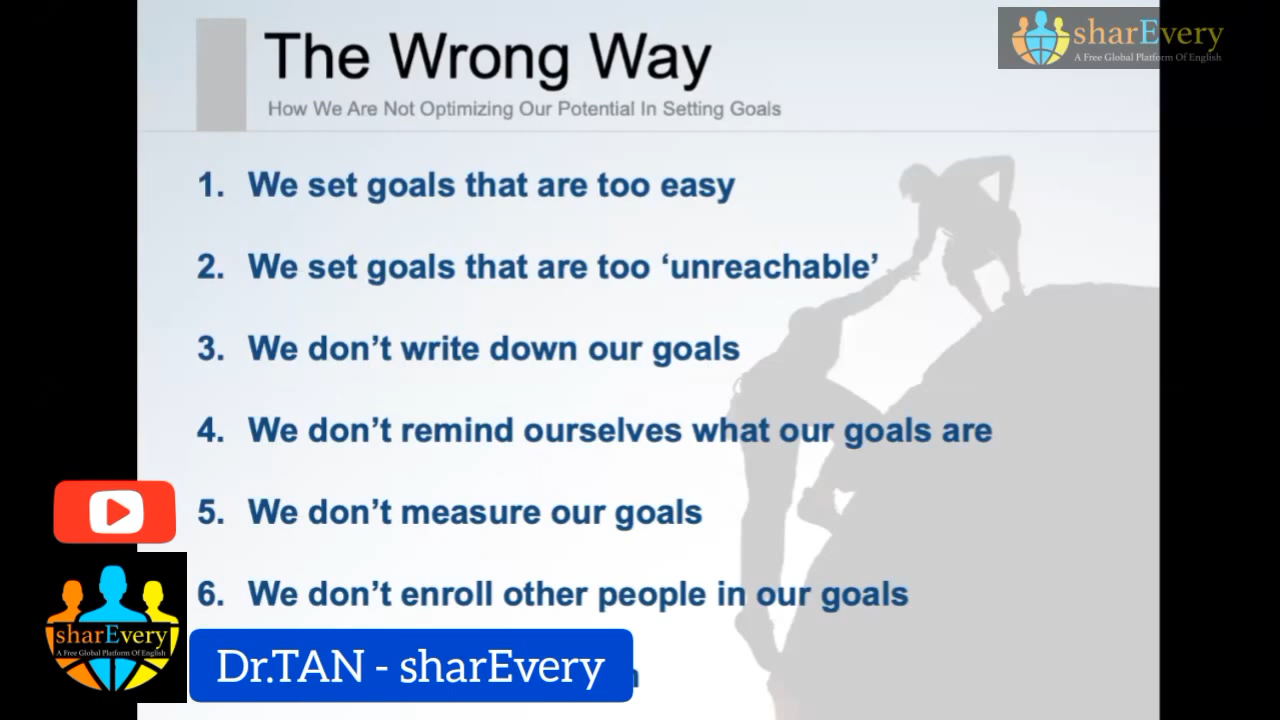 The Wrong Way
How We Are Not Optimizing Our Potential In Setting Goals
sharEvery
A Free Global Platform Of English
1. We set goals that are too easy
2. We set goals that are too ‘unreachable’
3. We don’t write down our goals
4. We don’t remind ourselves what our goals are
5. We don’t measure our goals
6. We don’t enroll other people in our goals
sharEvery
A Free Global Platform Of English
Dr.TAN - sharEvery